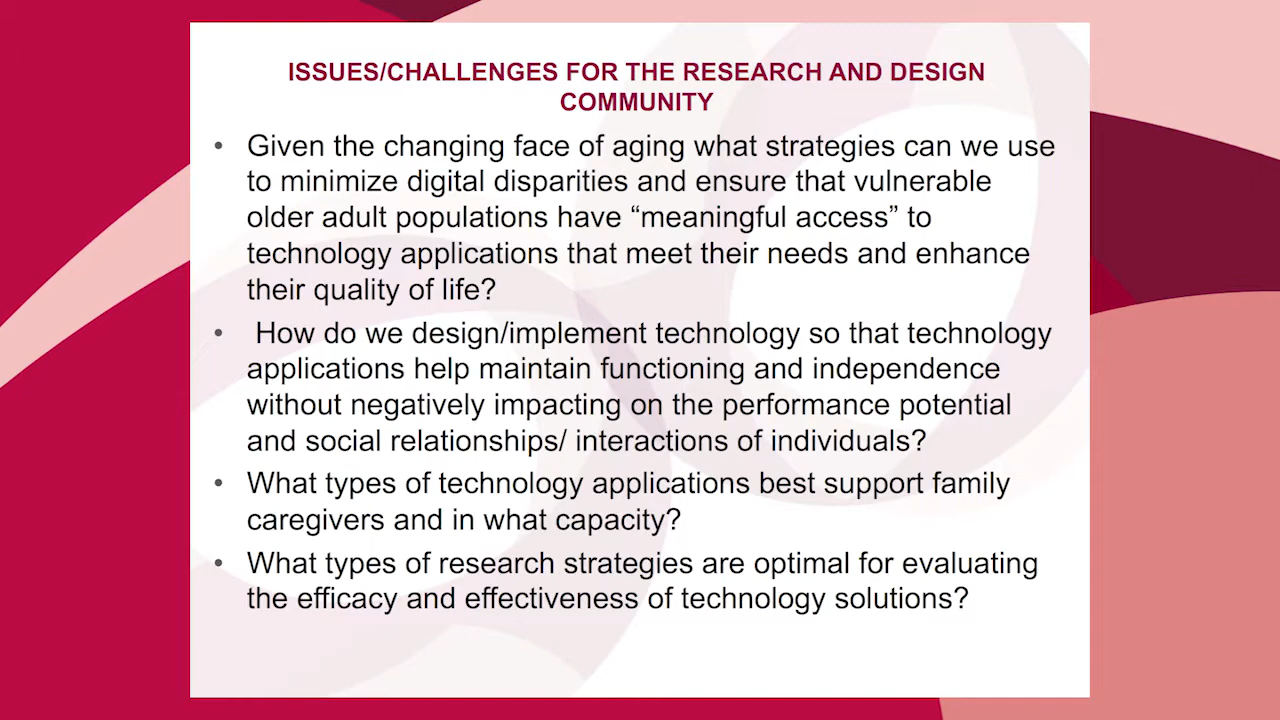 ISSUES/CHALLENGES FOR THE RESEARCH AND DESIGN
COMMUNITY
• Given the changing face of aging what strategies can we use
to minimize digital disparities and ensure that vulnerable
older adult populations have “meaningful access” to
technology applications that meet their needs and enhance
their quality of life?
• How do we design/implement technology so that technology
applications help maintain functioning and independence
without negatively impacting on the performance potential
and social relationships/ interactions of individuals?
• What types of technology applications best support family
caregivers and in what capacity?
• What types of research strategies are optimal for evaluating
the efficacy and effectiveness of technology solutions?